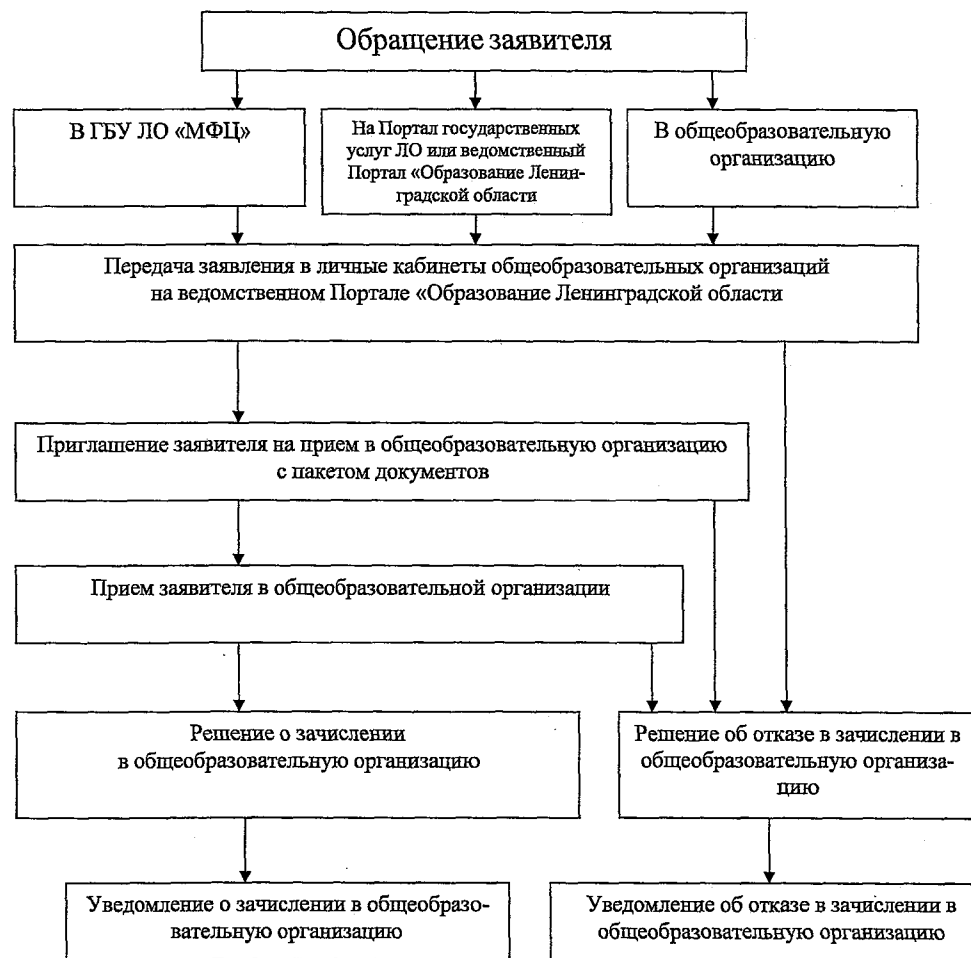 Обращение заявителя
В ГБУ ЛО «МФЦ»
На Портал государственных
услуг ЛО или ведомственный
Портал «Образование Ленин-
градской области
В общеобразовательную
организацию
Передача заявления в личные кабинеты общеобразовательных организаций
на ведомственном Портале «Образование Ленинградской области
Приглашение заявителя на прием в общеобразовательную организацию
с пакетом документов
Прием заявителя в общеобразовательной организации
Решение о зачислении
в общеобразовательную организацию
Решение об отказе в зачислении в
общеобразовательную организа-
цию
Уведомление о зачислении в общеобразо-
вательную организацию
Уведомление об отказе в зачислении в
общеобразовательную организацию